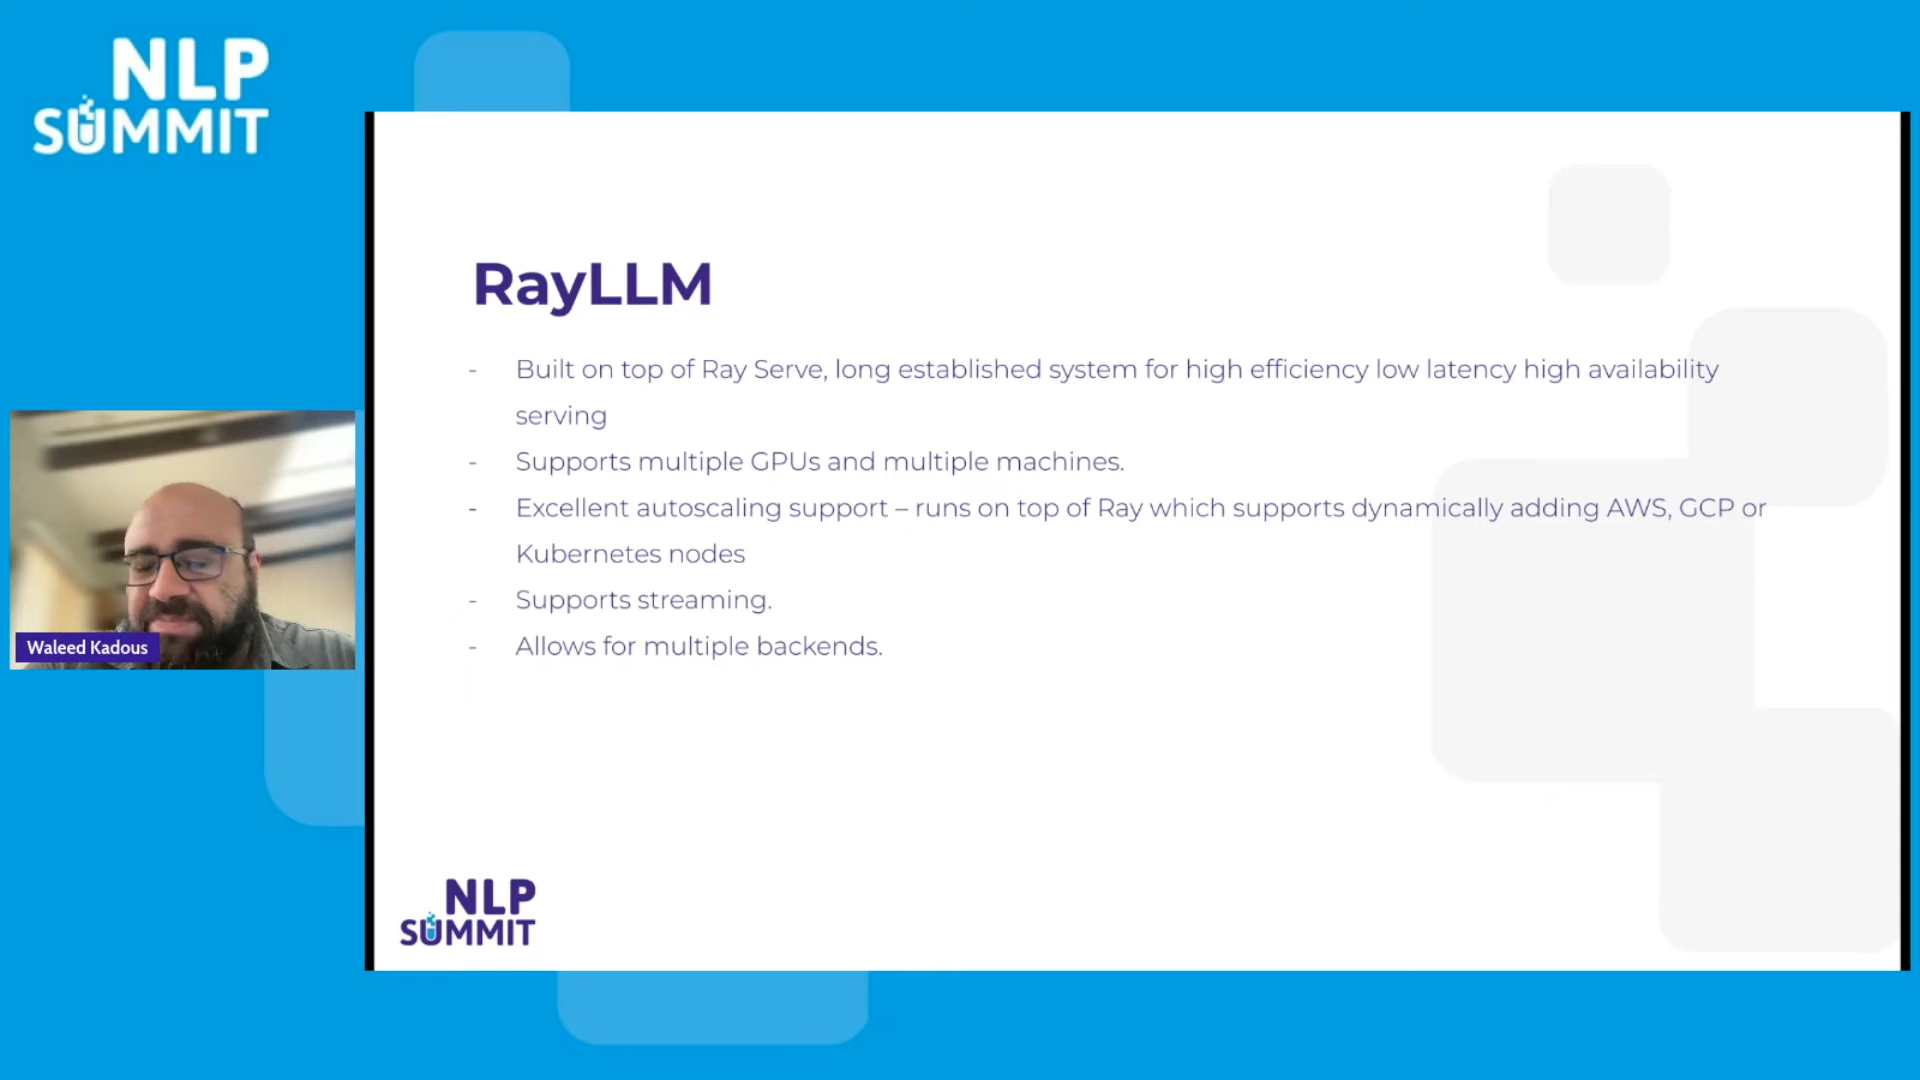 NLP
SUMMIT
RayLLM
- Built on top of Ray Serve, long established system for high efficiency low latency high availability
serving
- Supports multiple GPUs and multiple machines.
- Excellent autoscaling support – runs on top of Ray which supports dynamically adding AWS, GCP or
Kubernetes nodes
- Supports streaming.
- Allows for multiple backends.
Waleed Kadous
NLP
SUMMIT